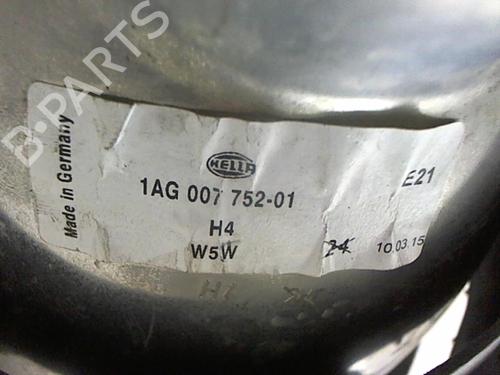 B-PARTS
Made in Germany
HELLA
1AG 007 752-01
E21
H4
W5W
24
10.03.15